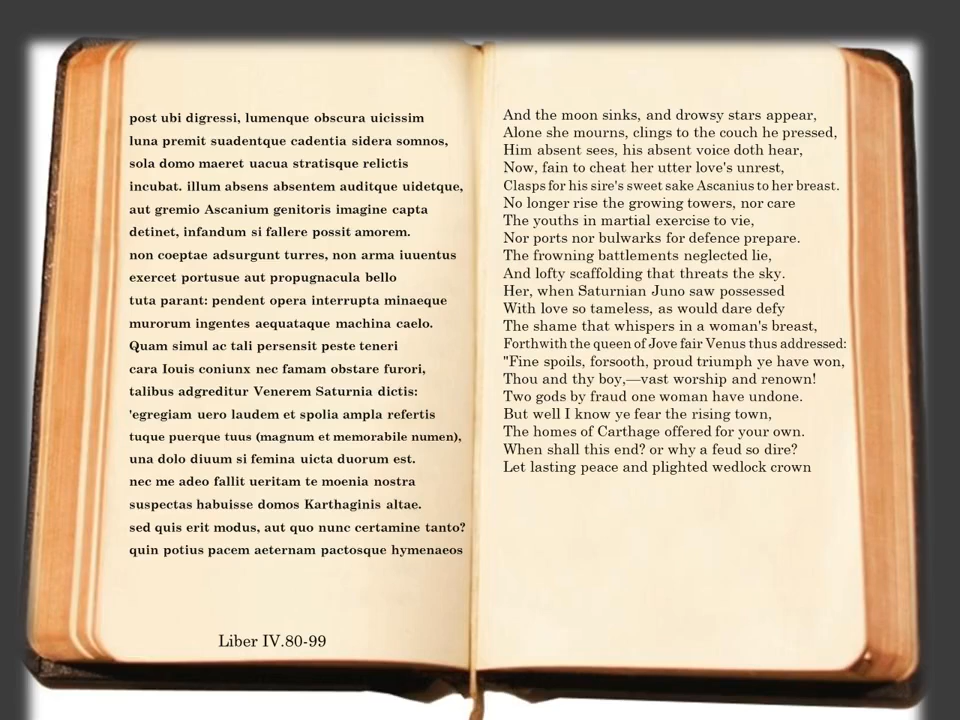 post ubi digressi, lumenque obscura uicissim
luna premit suadentque cadentia sidera somnos,
sola domo maeret uacua stratisque relictis
incubat. illum absens absentem auditque uidetque,
aut gremio Ascanium genitoris imagine capta
detinet, infandum si fallere possit amorem.
non coeptae adsurgunt turres, non arma iuuentus
exercet portusue aut propugnacula bello
tuta parant: pendent opera interrupta minaeque
murorum ingentes aequataque machina caelo.
Quam simul ac tali persensit peste teneri
cara Iouis coniunx nec famam obstare furori,
talibus adgreditur Venerem Saturnia dictis:
'egregiam uero laudem et spolia ampla refertis
tuque puerque tuus (magnum et memorabile numen),
una dolo diuum si femina uicta duorum est.
nec me adeo fallit ueritam te moenia nostra
suspectas habuisse domos Karthaginis altae.
sed quis erit modus, aut quo nunc certamine tanto?
quin potius pacem aeternam pactosque hymenaeos
Liber IV.80-99
And the moon sinks, and drowsy stars appear,
Alone she mourns, clings to the couch he pressed,
Him absent sees, his absent voice doth hear,
Now, fain to cheat her utter love's unrest,
Clasps for his sire's sweet sake Ascanius to her breast.
No longer rise the growing towers, nor care
The youths in martial exercise to vie,
Nor ports nor bulwarks for defence prepare.
The frowning battlements neglected lie,
And lofty scaffolding that threats the sky.
Her, when Saturnian Juno saw possessed
With love so tameless, as would dare defy
The shame that whispers in a woman's breast,
Forthwith the queen of Jove fair Venus thus addressed:
"Fine spoils, forsooth, proud triumph ye have won,
Thou and thy boy,—vast worship and renown!
Two gods by fraud one woman have undone.
But well I know ye fear the rising town,
The homes of Carthage offered for your own.
When shall this end? or why a feud so dire?
Let lasting peace and plighted wedlock crown